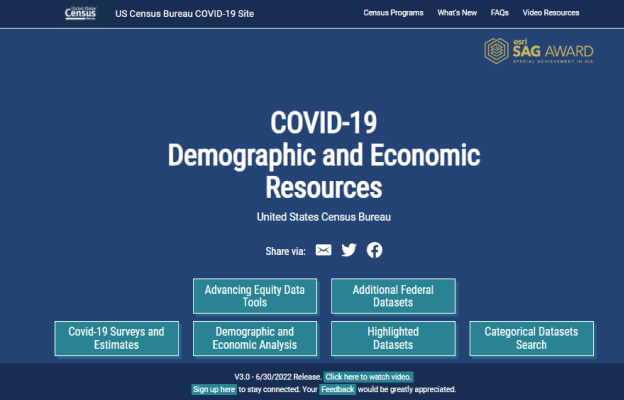 United States
Census
Bureau
US Census Bureau COVID-19 Site
Census Programs
What's New
FAQs
Video Resources
esri
SAG AWARD
SPECIAL ACHIEVEMENT IN GIS
COVID-19
Demographic and Economic
Resources
United States Census Bureau
Share via:
Advancing Equity Data
Tools
Additional Federal
Datasets
Covid-19 Surveys and
Estimates
Demographic and
Economic Analysis
Highlighted
Datasets
Categorical Datasets
Search
V3.0 - 6/30/2022 Release. Click here to watch video.
Sign up here to stay connected. Your Feedback would be greatly appreciated.